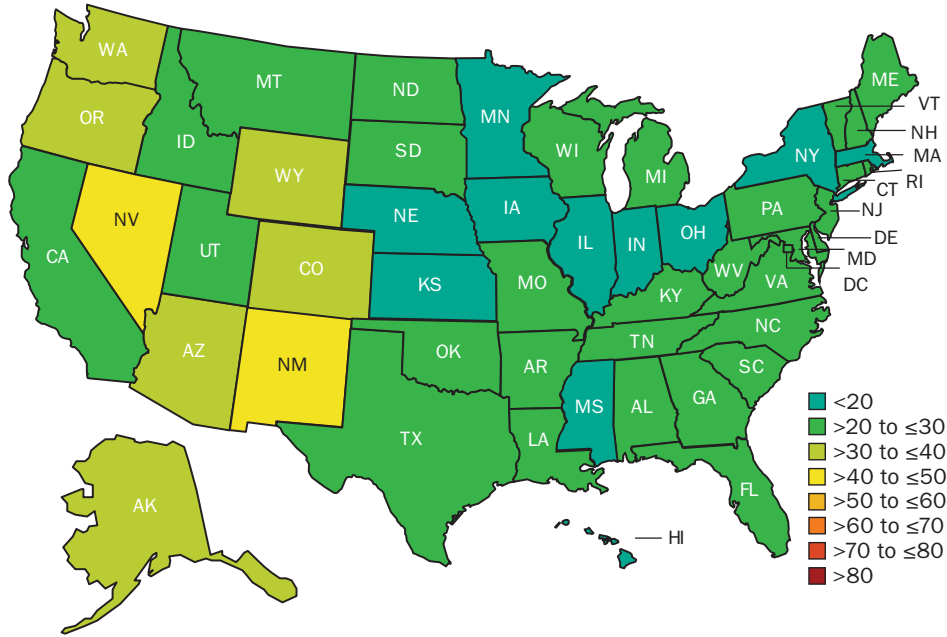 WA
MT
ND
MN
ME
VT
OR
NH
ID
SD
WI
NY
MA
WY
MI
RI
CT
NV
NE
IA
PA
NJ
IL
IN
OH
DE
CA
UT
CO
MD
KS
MO
WV
VA
DC
KY
NC
AZ
TN
OK
NM
AR
SC
MS
AL
GA
TX
LA
<20
>20 to ≤30
>30 to ≤40
>40 to ≤50
>50 to ≤60
>60 to ≤70
>70 to ≤80
>80
FL
AK
HI